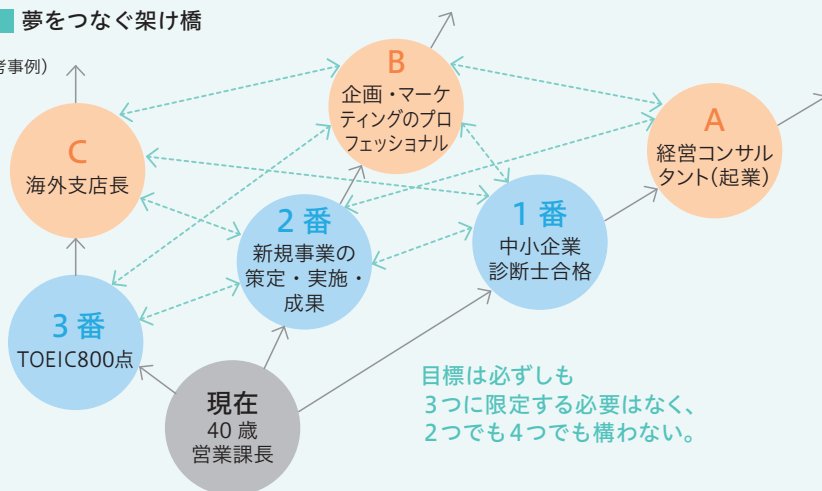 夢をつなぐ架け橋
考事例)
B
企画・マーケ
ティングのプロ
フェッショナル
C
海外支店長
A
経営コンサル
タント(起業)
2番
新規事業の
策定・実施・
成果
1番
中小企業
診断士合格
3番
TOEIC800点
現在
40歳
営業課長
目標は必ずしも
3つに限定する必要はなく、
2つでも4つでも構わない。